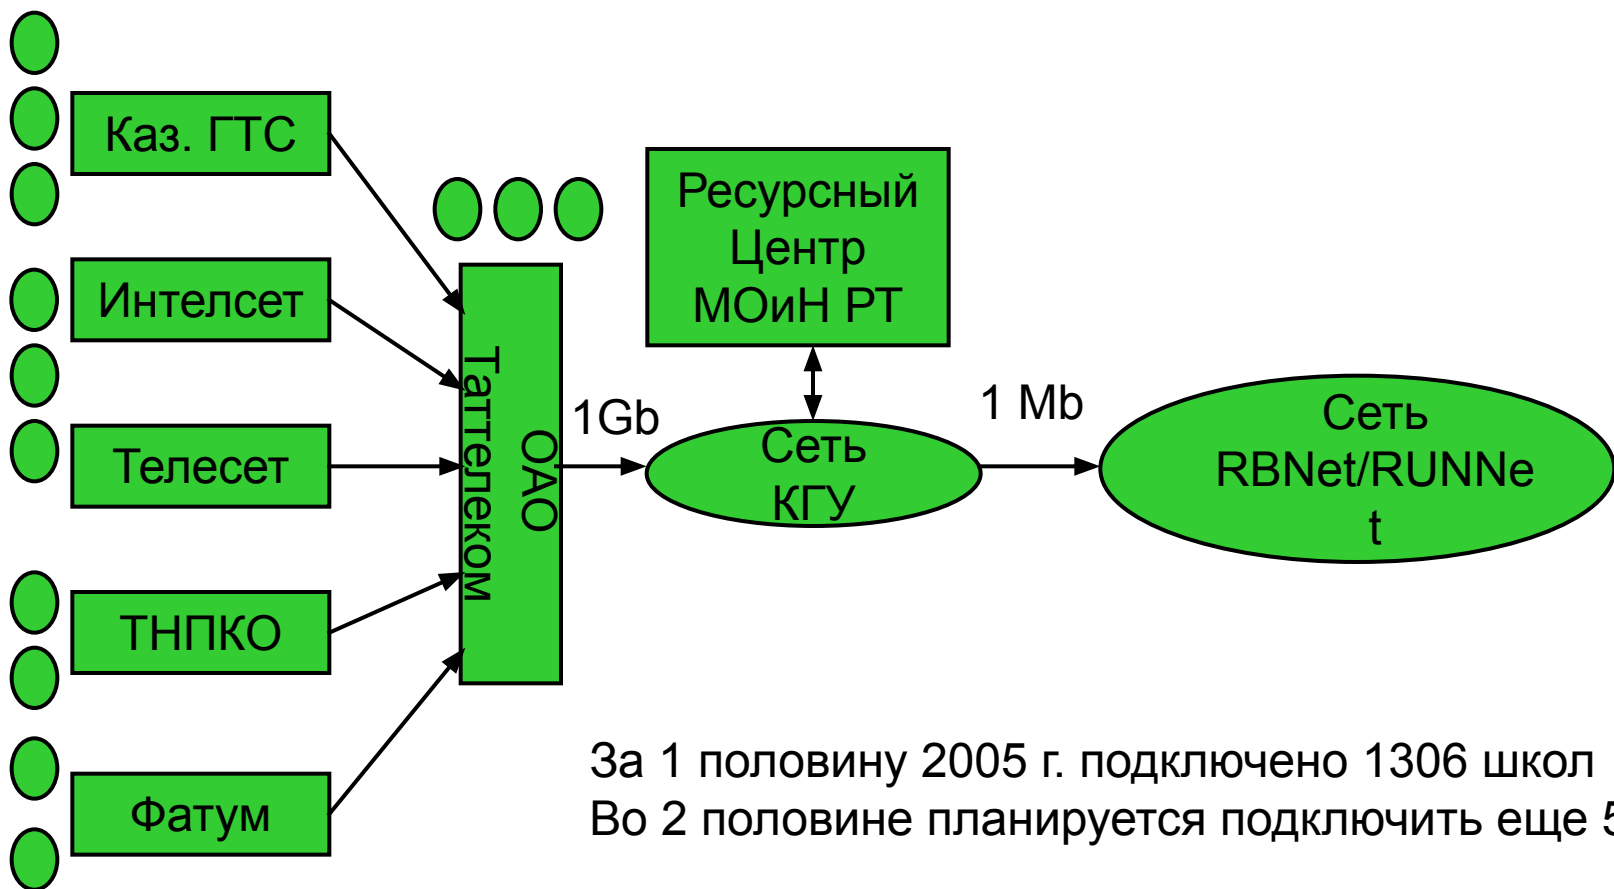 Каз. ГТС
Интелсет
Телесет
ТНПКО
Фатум
ОАО
Таттелеком
1Gb
Ресурсный
Центр
МОиН РТ
Сеть
КГУ
1 Mb
Сеть
RBNet/RUNNe
t
За 1 половину 2005 г. подключено 1306 школ
Во 2 половине планируется подключить еще 5